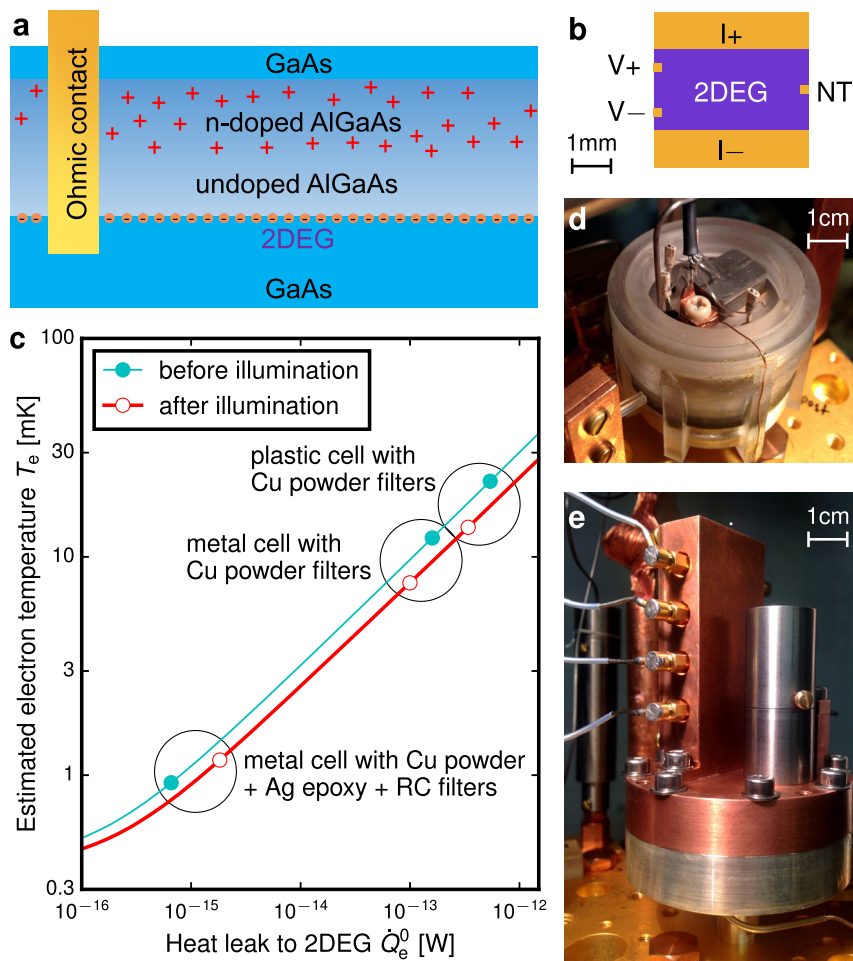 a
Ohmic contact
GaAs
n-doped AlGaAs
undoped AlGaAs
2DEG
GaAs
b
I+
V+
2DEG
NT
V−
I−
1mm
c
100
30
10
3
1
0.3
Estimated electron temperature Tₑ [mK]
before illumination
after illumination
plastic cell with
Cu powder filters
metal cell with
Cu powder filters
metal cell with Cu powder
+ Ag epoxy + RC filters
10⁻¹⁶
10⁻¹⁵
10⁻¹⁴
10⁻¹³
10⁻¹²
Heat leak to 2DEG Q̇ₑ⁰ [W]
d
1cm
e
1cm